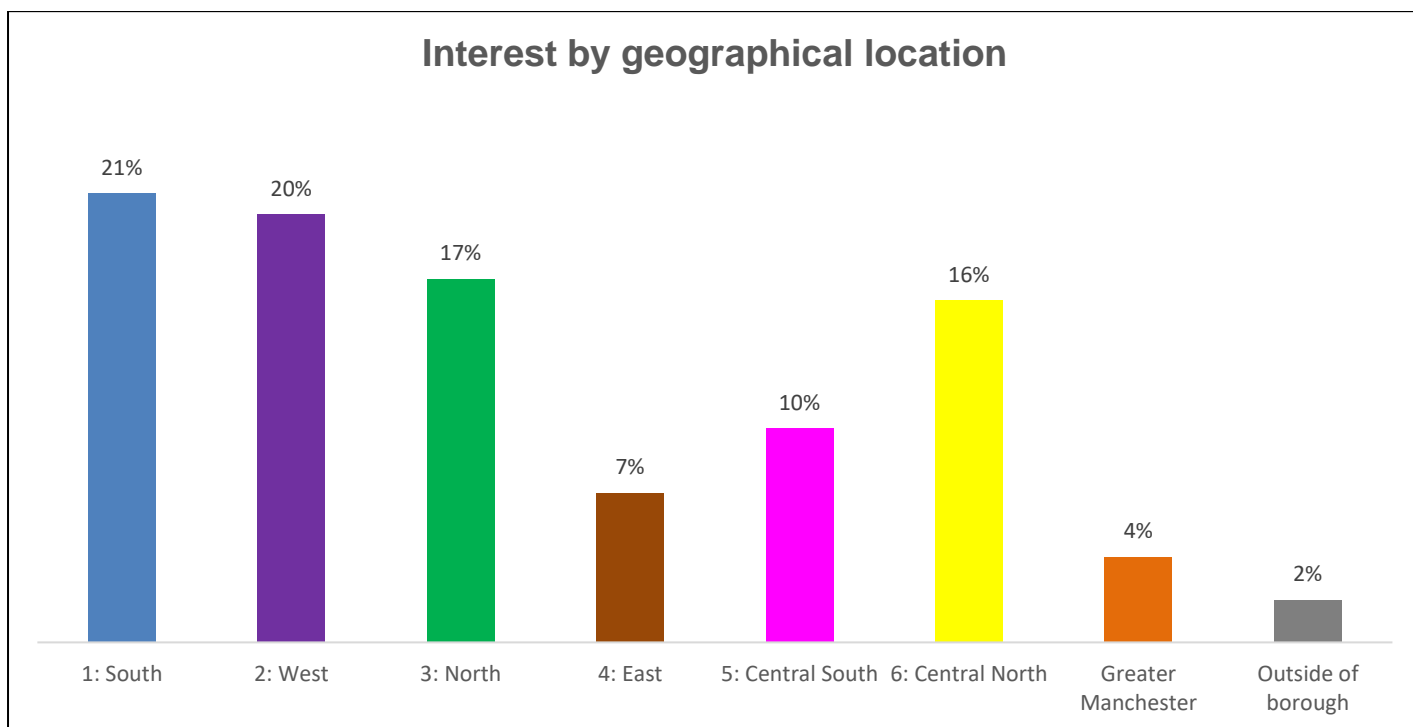 Interest by geographical location
21%
20%
17%
7%
10%
16%
4%
2%
1: South
2: West
3: North
4: East
5: Central South
6: Central North
Greater
Manchester
Outside of
borough